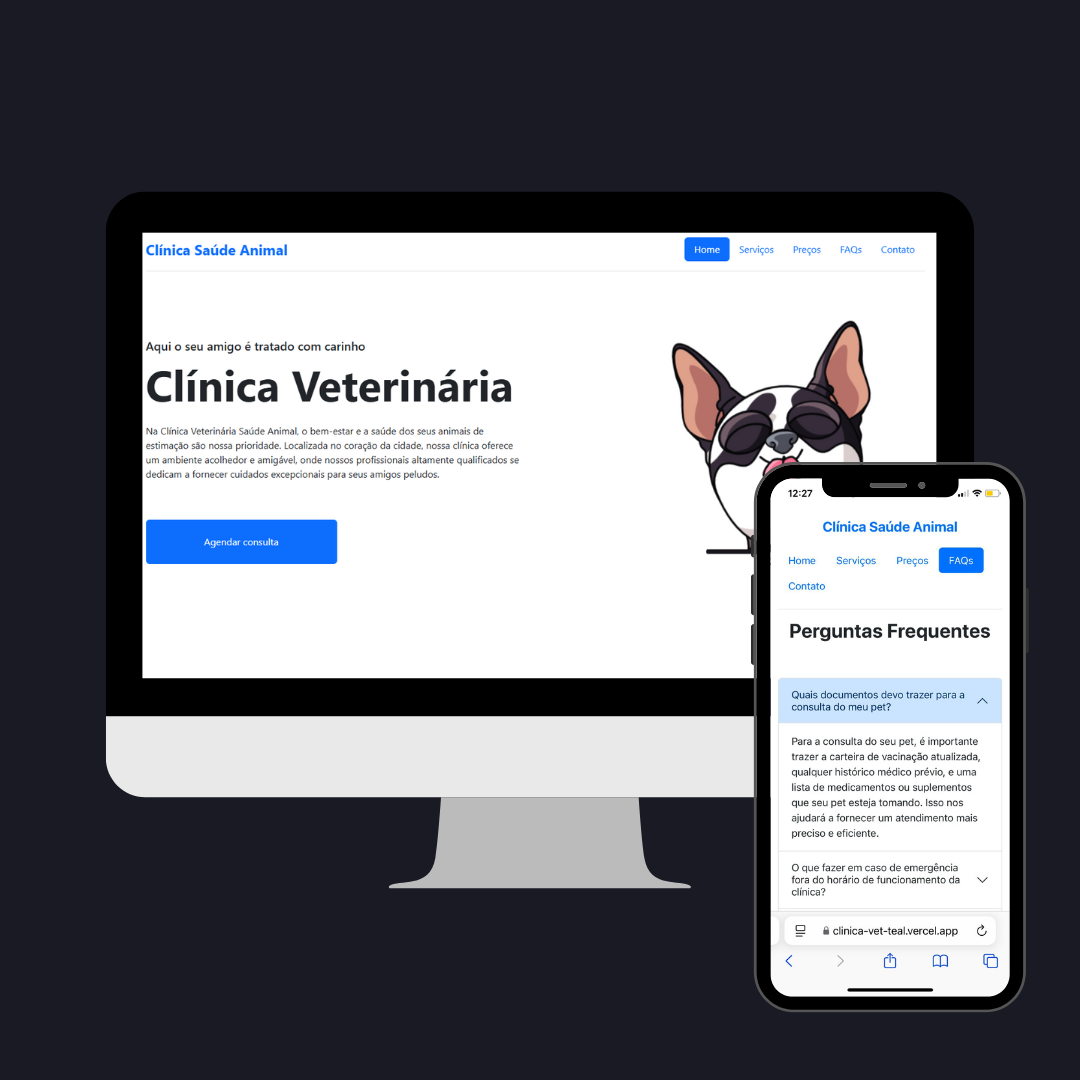 Clínica Saúde Animal
Home Serviços Preços FAQs Contato
Aqui o seu amigo é tratado com carinho
Clínica Veterinária
Na Clínica Veterinária Saúde Animal, o bem-estar e a saúde dos seus animais de
estimação são nossa prioridade. Localizada no coração da cidade, nossa clínica oferece
um ambiente acolhedor e amigável, onde nossos profissionais altamente qualificados se
dedicam a fornecer cuidados excepcionais para seus amigos peludos.
Agendar consulta
12:27
Clínica Saúde Animal
Home Serviços Preços FAQs
Contato
Perguntas Frequentes
Quais documentos devo trazer para a
consulta do meu pet?
Para a consulta do seu pet, é importante
trazer a carteira de vacinação atualizada,
qualquer histórico médico prévio, e uma
lista de medicamentos ou suplementos
que seu pet esteja tomando. Isso nos
ajudará a fornecer um atendimento mais
preciso e eficiente.
O que fazer em caso de emergência
fora do horário de funcionamento da
clínica?
clinica-vet-teal.vercel.app